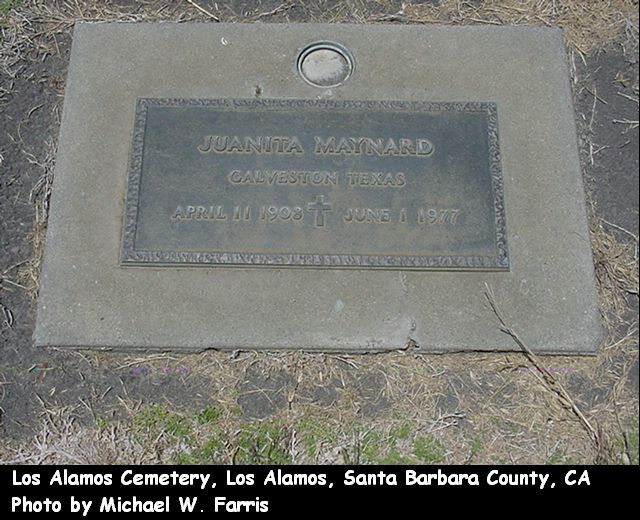 JUANITA MAYNARD
GALVESTON TEXAS
APRIL 11 1908 JUNE 1 1977
Los Alamos Cemetery, Los Alamos, Santa Barbara County, CA
Photo by Michael W. Farris